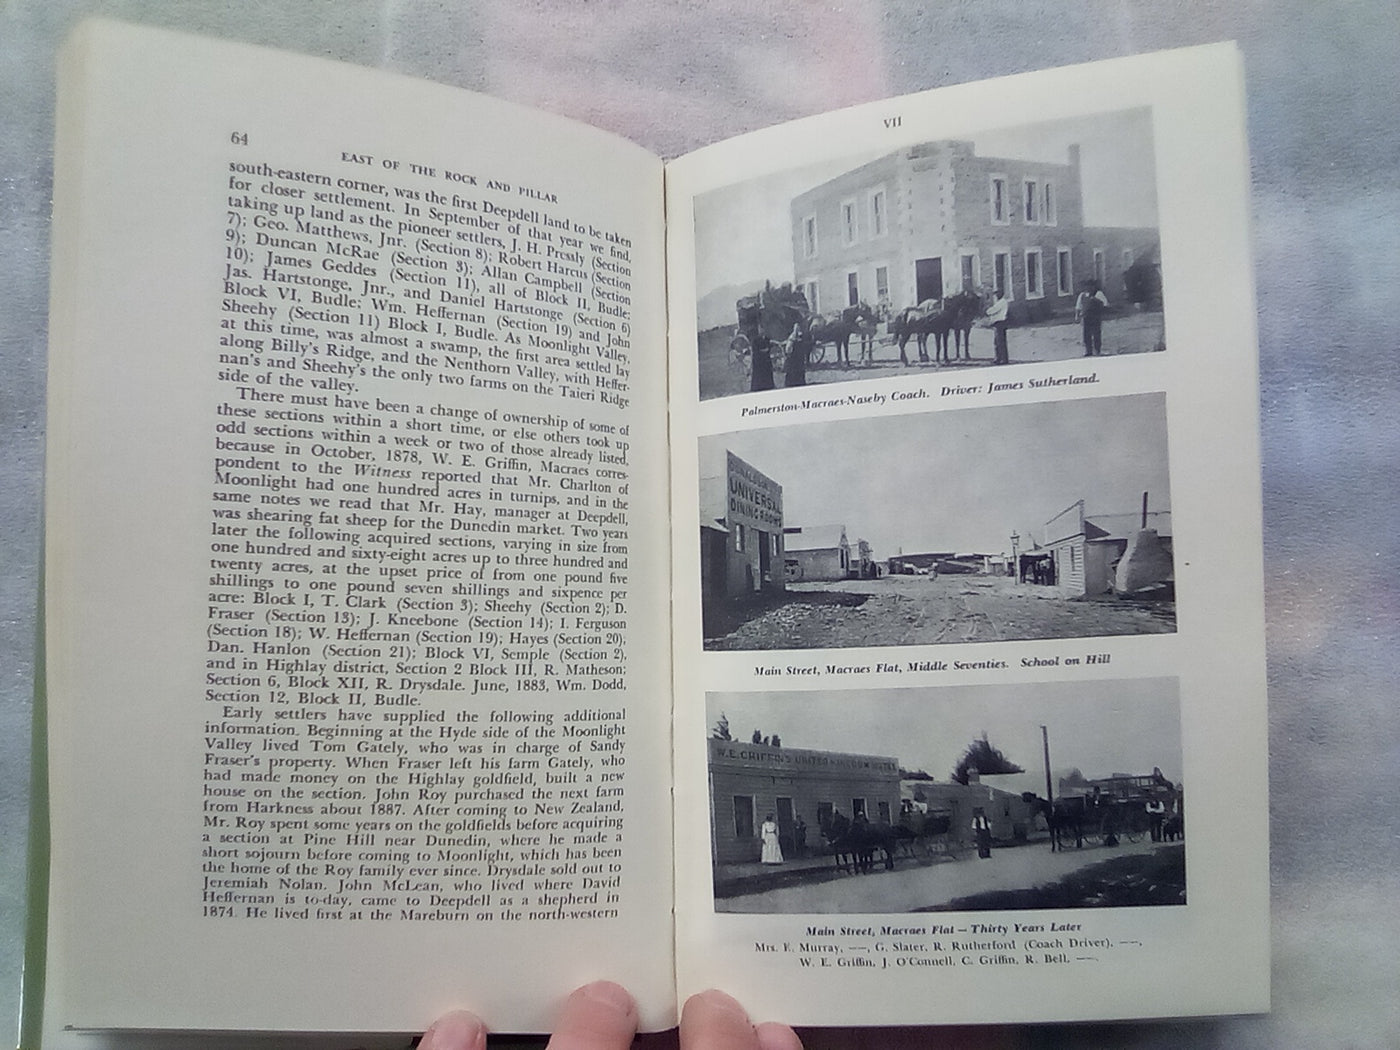 64
EAST OF THE ROCK AND PILLAR
south-eastern corner, was the first Deepdell land to be taken
for closer settlement. In September of that year we find,
taking up land as the pioneer settlers, J. H. Pressly (Section
7); Geo. Matthews, Jnr. (Section 8); Robert Harcus (Section
9); Duncan McRae (Section 3); Allan Campbell (Section
10); James Geddes (Section 11), all of Block II, Budle;
Jas. Hartstonge, Jnr., and Daniel Hartstonge (Section 6)
Block VI, Budle; Wm. Heffernan (Section 19) and John
Sheehy (Section 11) Block I, Budle. As Moonlight Valley,
at this time, was almost a swamp, the first area settled lay
along Billy's Ridge, and the Nenthorn Valley, with Heffer-
nan's and Sheehy's the only two farms on the Taieri Ridge
side of the valley.
There must have been a change of ownership of some of
these sections within a short time, or else others took up
odd sections within a week or two of those already listed,
because in October, 1878, W. E. Griffin, Macraes corres-
pondent to the Witness reported that Mr. Charlton of
Moonlight had one hundred acres in turnips, and in the
same notes we read that Mr. Hay, manager at Deepdell,
was shearing fat sheep for the Dunedin market. Two years
later the following acquired sections, varying in size from
one hundred and sixty-eight acres up to three hundred and
twenty acres, at the upset price of from one pound five
shillings to one pound seven shillings and sixpence per
acre: Block I, T. Clark (Section 3); Sheehy (Section 2); D.
Fraser (Section 13); J. Kneebone (Section 14); I. Ferguson
(Section 18); W. Heffernan (Section 19); Hayes (Section 20);
Dan. Hanlon (Section 21); Block VI, Semple (Section 2),
and in Highlay district, Section 2 Block III, R. Matheson;
Section 6, Block XII, R. Drysdale. June, 1883, Wm. Dodd,
Section 12, Block II, Budle.
Early settlers have supplied the following additional
information. Beginning at the Hyde side of the Moonlight
Valley lived Tom Gately, who was in charge of Sandy
Fraser's property. When Fraser left his farm Gately, who
had made money on the Highlay goldfield, built a new
house on the section. John Roy purchased the next farm
from Harkness about 1887. After coming to New Zealand,
Mr. Roy spent some years on the goldfields before acquiring
a section at Pine Hill near Dunedin, where he made a
short sojourn before coming to Moonlight, which has been
the home of the Roy family ever since. Drysdale sold out to
Jeremiah Nolan. John McLean, who lived where David
Heffernan is to-day, came to Deepdell as a shepherd in
1874. He lived first at the Mareburn on the north-western
VII
Palmerston-Macraes-Naseby Coach. Driver: James Sutherland.
UNIVERSAL
DINING ROOMS
Main Street, Macraes Flat, Middle Seventies. School on Hill
W.E. GRIFFIN'S UNITED KINGDOM HOTEL
Main Street, Macraes Flat — Thirty Years Later
Mrs. E. Murray, ——, G. Slater, R. Rutherford (Coach Driver), ——,
W. E. Griffin, J. O'Connell, C. Griffin, R. Bell, ——.